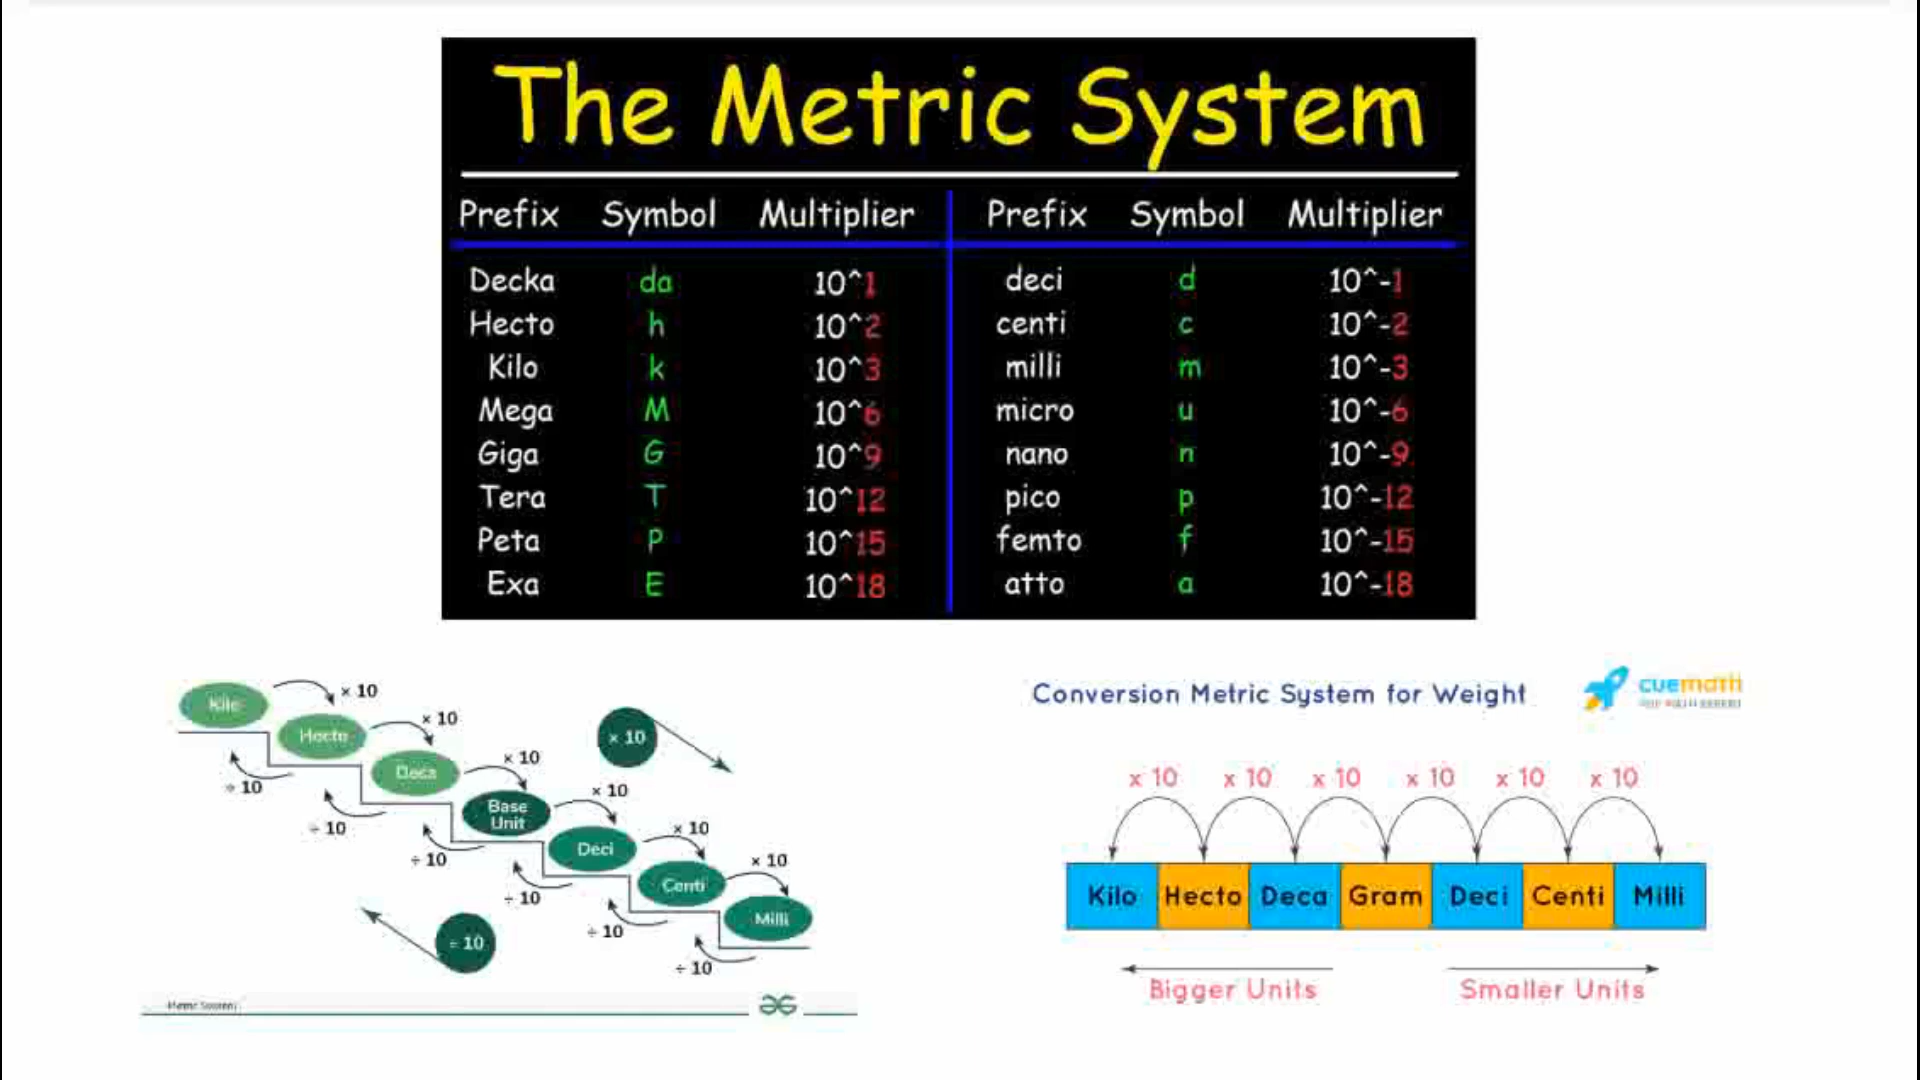 The Metric System
Prefix Symbol Multiplier Prefix Symbol Multiplier
Decka da 10^1 deci d 10^-1
Hecto h 10^2 centi c 10^-2
Kilo k 10^3 milli m 10^-3
Mega M 10^6 micro u 10^-6
Giga G 10^9 nano n 10^-9
Tera T 10^12 pico p 10^-12
Peta P 10^15 femto f 10^-15
Exa E 10^18 atto a 10^-18
Kilo
× 10
Hecto
× 10
Deca
× 10
Base
Unit
× 10
Deci
× 10
Centi
× 10
Milli
÷ 10
÷ 10
÷ 10
÷ 10
÷ 10
÷ 10
× 10
÷ 10
Metric System
Conversion Metric System for Weight
cuemath
THE MATH EXPERT
x 10 x 10 x 10 x 10 x 10 x 10
Kilo Hecto Deca Gram Deci Centi Milli
Bigger Units Smaller Units